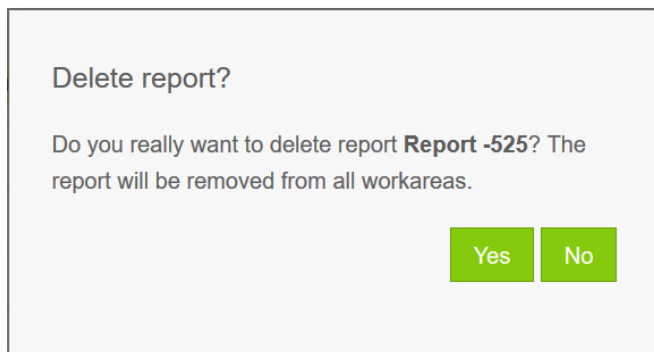 Delete report?
Do you really want to delete report Report -525? The
report will be removed from all workareas.
Yes No